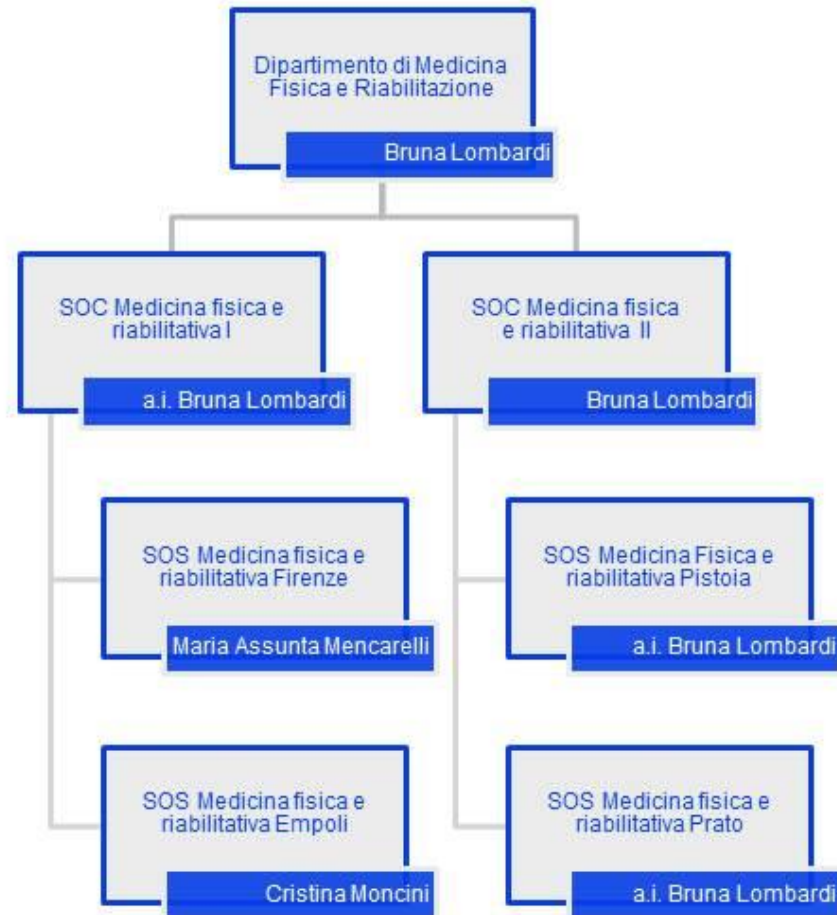 Dipartimento di Medicina
Fisica e Riabilitazione
Bruna Lombardi
SOC Medicina fisica e
riabilitativa I
a.i. Bruna Lombardi
SOC Medicina fisica
e riabilitativa II
Bruna Lombardi
SOS Medicina fisica e
riabilitativa Firenze
Maria Assunta Mencarelli
SOS Medicina Fisica e
riabilitativa Pistoia
a.i. Bruna Lombardi
SOS Medicina fisica e
riabilitativa Empoli
Cristina Moncini
SOS Medicina fisica e
riabilitativa Prato
a.i. Bruna Lombardi